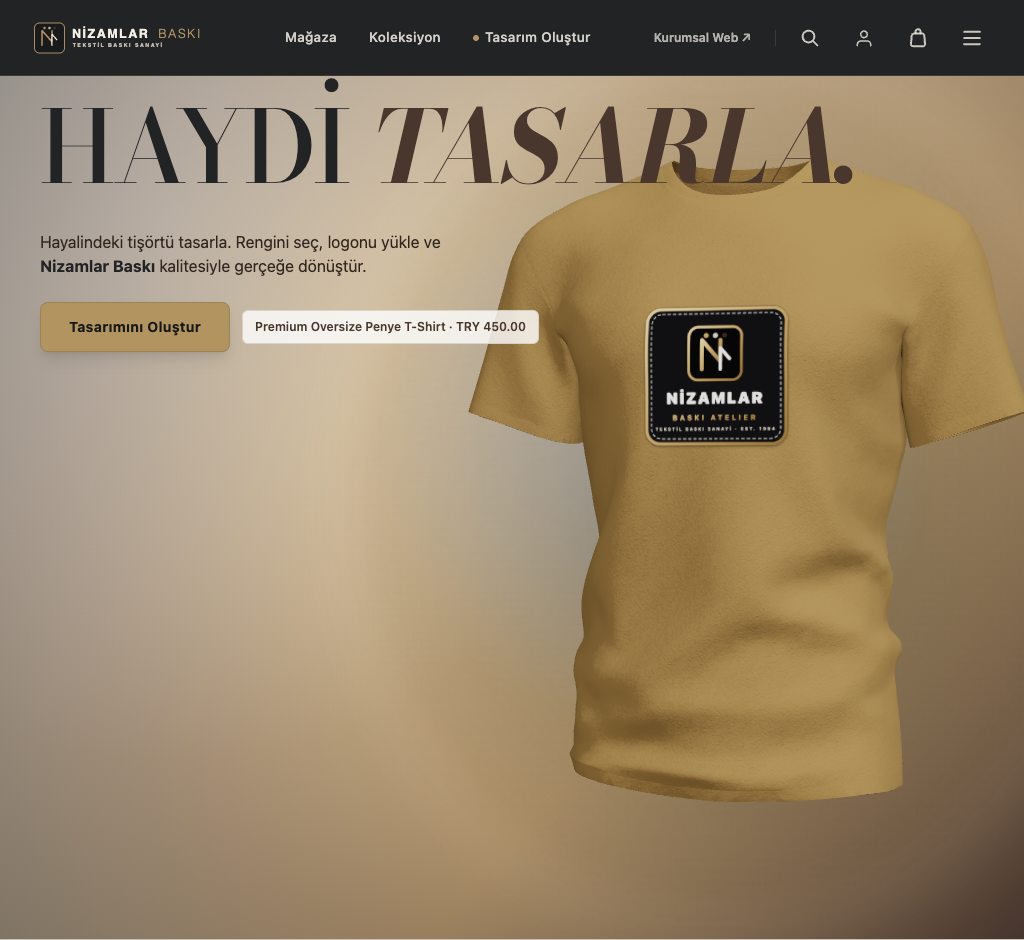 NİZAMLAR BASKI
TEKSTİL BASKI SANAYİ
Mağaza
Koleksiyon
Tasarım Oluştur
Kurumsal Web ↗
HAYDİ TASARLA.
Hayalindeki tişörtü tasarla. Rengini seç, logonu yükle ve
Nizamlar Baskı kalitesiyle gerçeğe dönüştür.
Tasarımını Oluştur
Premium Oversize Penye T-Shirt · TRY 450.00
NİZAMLAR
BASKI ATELIER
TEKSTİL BASKI SANAYİ · EST. 1994